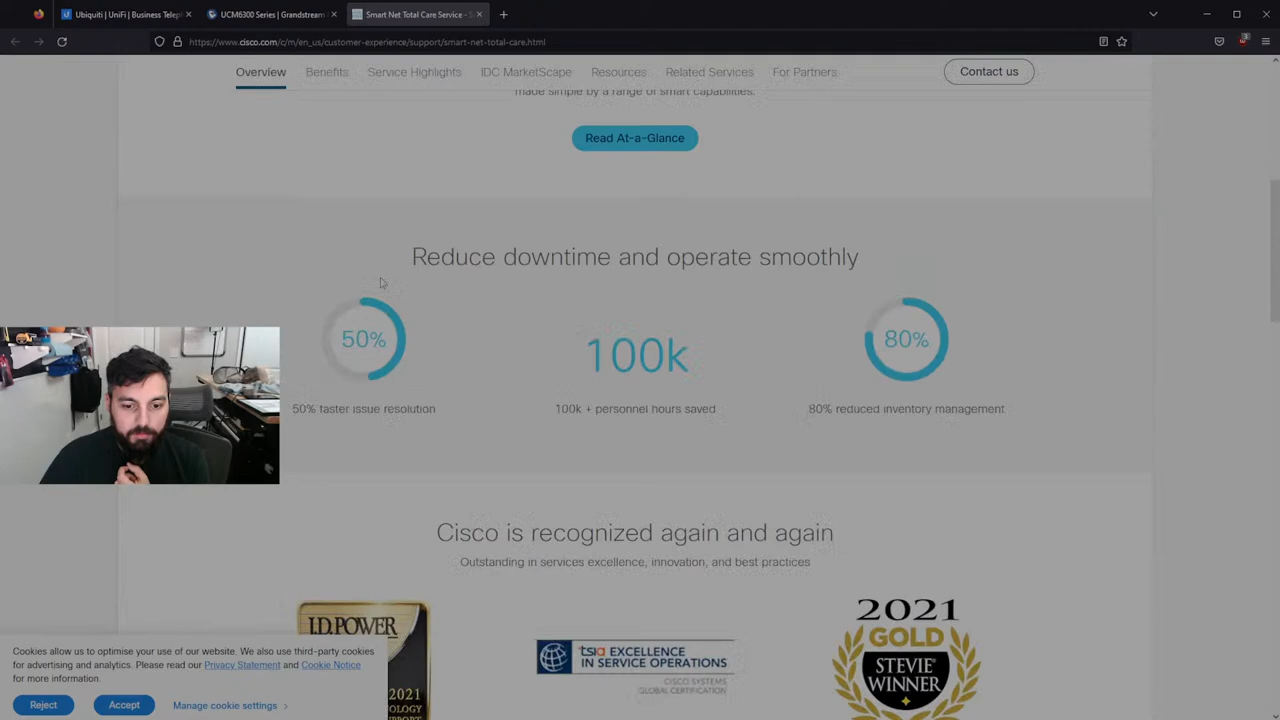 Ubiquiti | UniFi | Business Teleph
UCM6300 Series | Grandstream
Smart Net Total Care Service - S
https://www.cisco.com/c/m/en_us/customer-experience/support/smart-net-total-care.html
Overview
Benefits
Service Highlights
IDC MarketScape
Resources
Related Services
For Partners
Contact us
made simple by a range of smart capabilities.
Read At-a-Glance
Reduce downtime and operate smoothly
50%
100k
80%
50% faster issue resolution
100k + personnel hours saved
80% reduced inventory management
Cisco is recognized again and again
Outstanding in services excellence, innovation, and best practices
J.D. POWER
2021
tsia EXCELLENCE
IN SERVICE OPERATIONS
CISCO SYSTEMS
GLOBAL CERTIFICATION
2021
GOLD
STEVIE®
WINNER
Cookies allow us to optimise your use of our website. We also use third-party cookies
for advertising and analytics. Please read our Privacy Statement and Cookie Notice
for more information.
Reject
Accept
Manage cookie settings